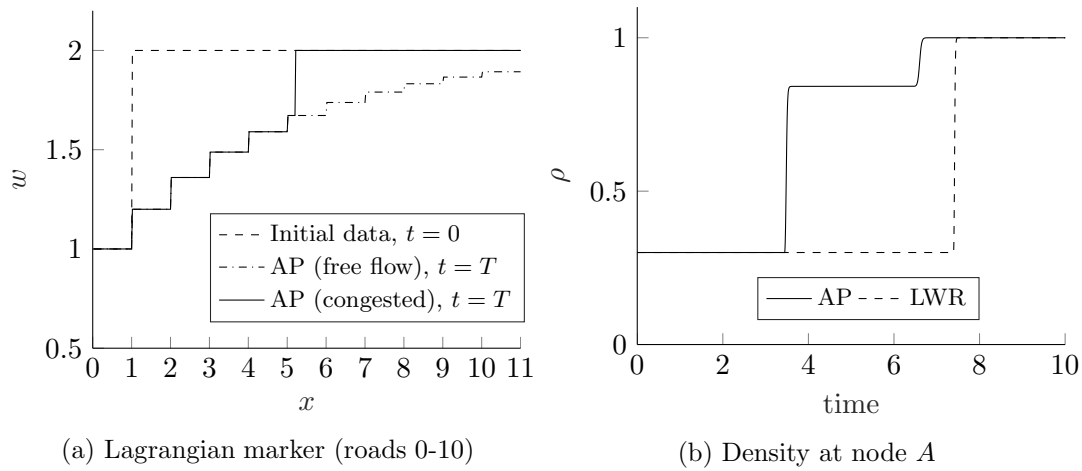 2
1.5
1
0.5
w
0 1 2 3 4 5 6 7 8 9 10 11
x
Initial data, t = 0
AP (free flow), t = T
AP (congested), t = T
(a) Lagrangian marker (roads 0-10)
1
0.5
0
ρ
0 2 4 6 8 10
time
AP LWR
(b) Density at node A